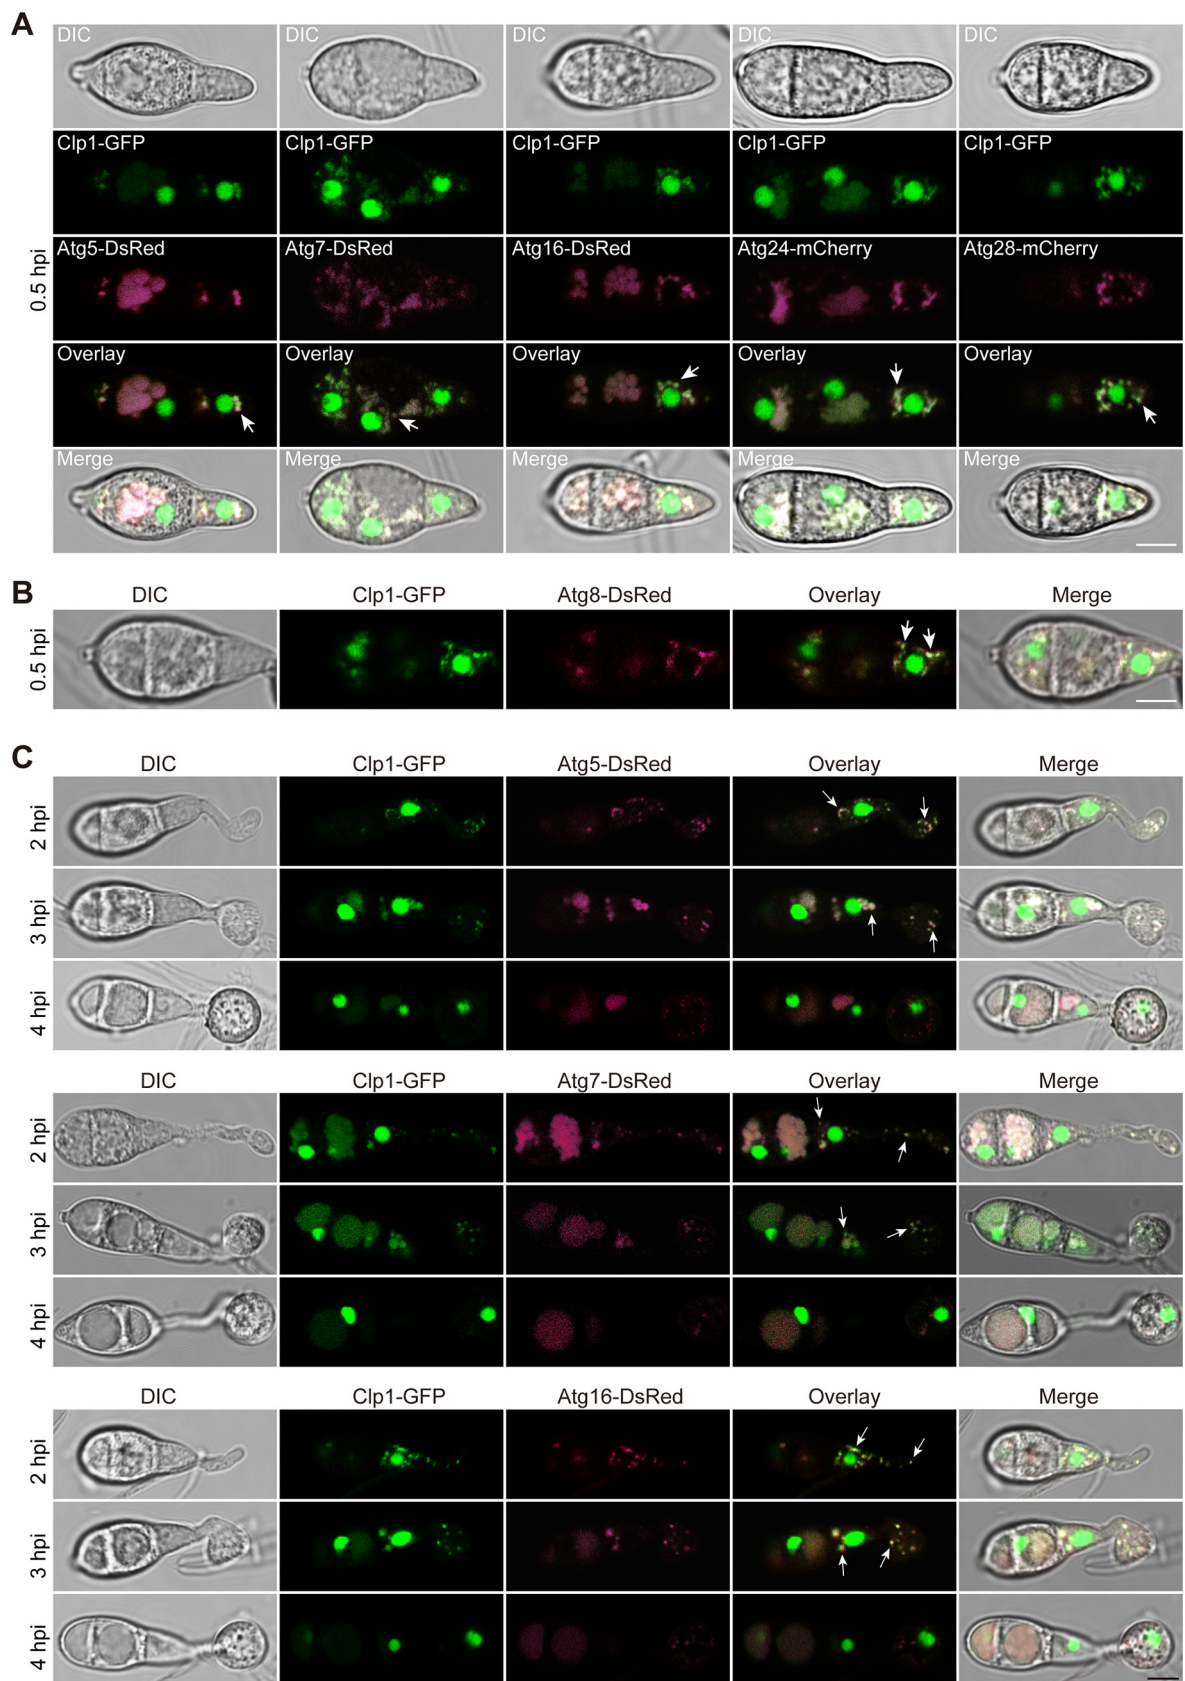 A
DIC DIC DIC DIC DIC
Clp1-GFP Clp1-GFP Clp1-GFP Clp1-GFP Clp1-GFP
0.5 hpi
Atg5-DsRed Atg7-DsRed Atg16-DsRed Atg24-mCherry Atg28-mCherry
Overlay Overlay Overlay Overlay Overlay
Merge Merge Merge Merge Merge
B
DIC Clp1-GFP Atg8-DsRed Overlay Merge
0.5 hpi
C
DIC Clp1-GFP Atg5-DsRed Overlay Merge
2 hpi
3 hpi
4 hpi
DIC Clp1-GFP Atg7-DsRed Overlay Merge
2 hpi
3 hpi
4 hpi
DIC Clp1-GFP Atg16-DsRed Overlay Merge
2 hpi
3 hpi
4 hpi